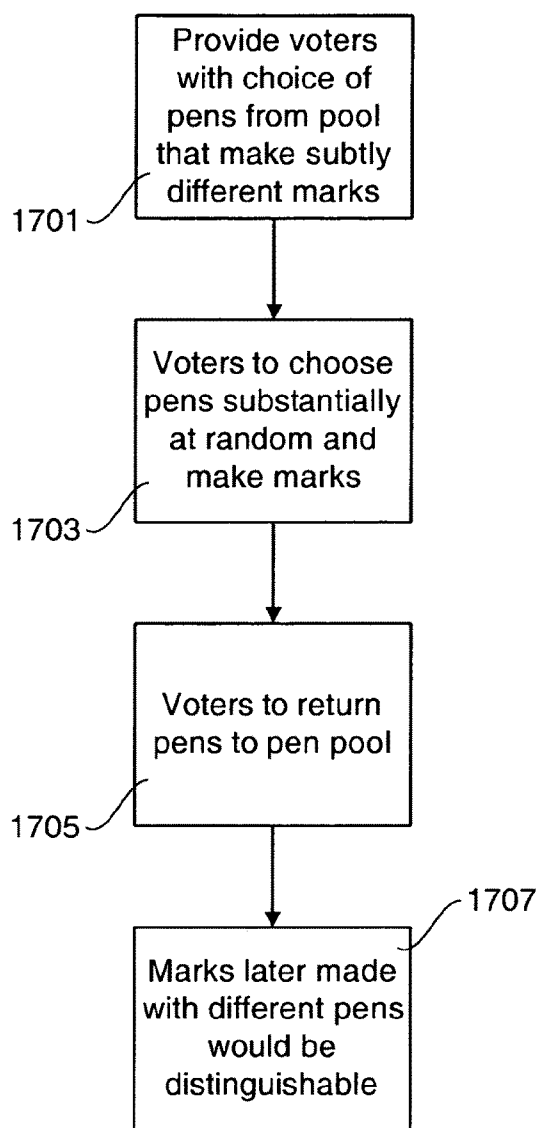 Provide voters
with choice of
pens from pool
that make subtly
different marks
1701
Voters to choose
pens substantially
at random and
make marks
1703
Voters to return
pens to pen pool
1705
1707
Marks later made
with different pens
would be
distinguishable